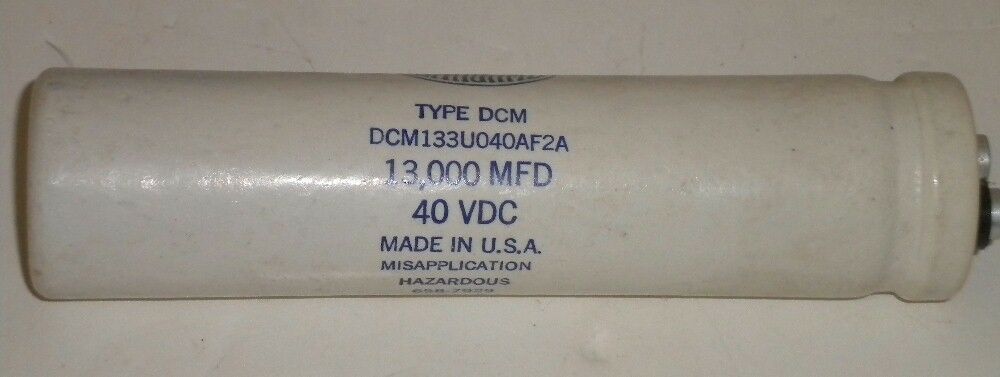 TYPE DCM
DCM133U040AF2A
13,000 MFD
40 VDC
MADE IN U.S.A.
MISAPPLICATION
HAZARDOUS